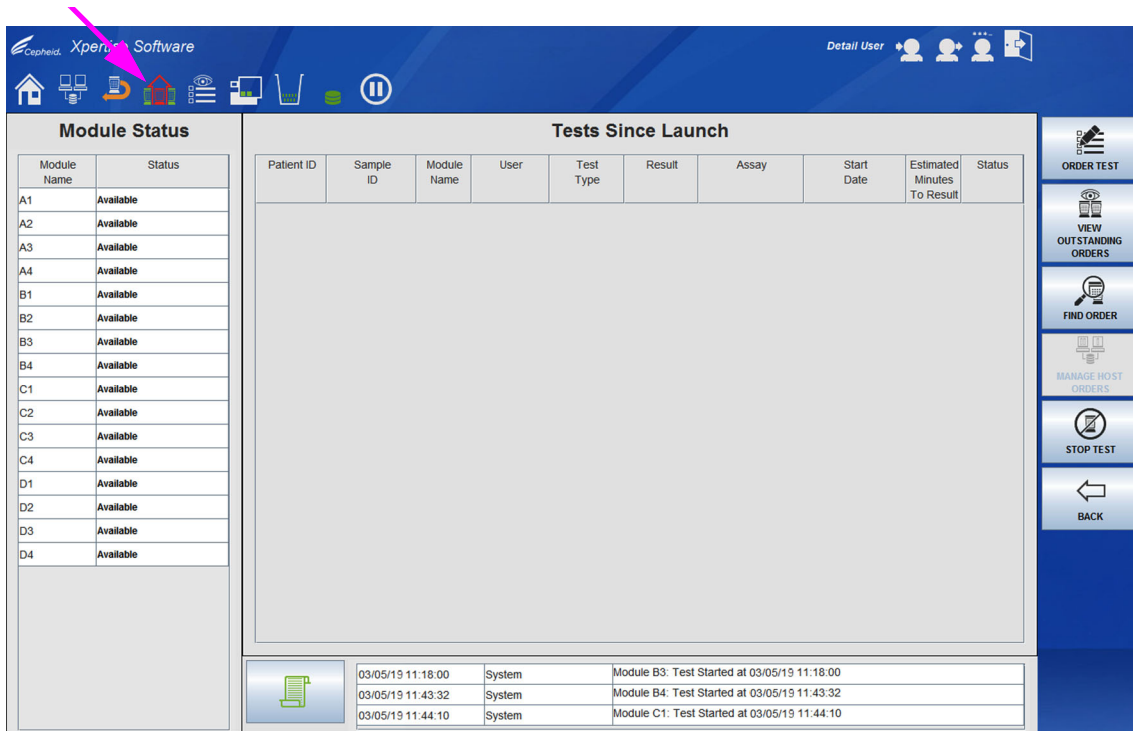 Cepheid. Xpertise Software
Detail User
Module Status
Tests Since Launch
Module Name
Status
Patient ID
Sample ID
Module Name
User
Test Type
Result
Assay
Start Date
Estimated Minutes To Result
Status
A1 Available
A2 Available
A3 Available
A4 Available
B1 Available
B2 Available
B3 Available
B4 Available
C1 Available
C2 Available
C3 Available
C4 Available
D1 Available
D2 Available
D3 Available
D4 Available
ORDER TEST
VIEW
OUTSTANDING
ORDERS
FIND ORDER
MANAGE HOST
ORDERS
STOP TEST
BACK
03/05/19 11:18:00 System Module B3: Test Started at 03/05/19 11:18:00
03/05/19 11:43:32 System Module B4: Test Started at 03/05/19 11:43:32
03/05/19 11:44:10 System Module C1: Test Started at 03/05/19 11:44:10